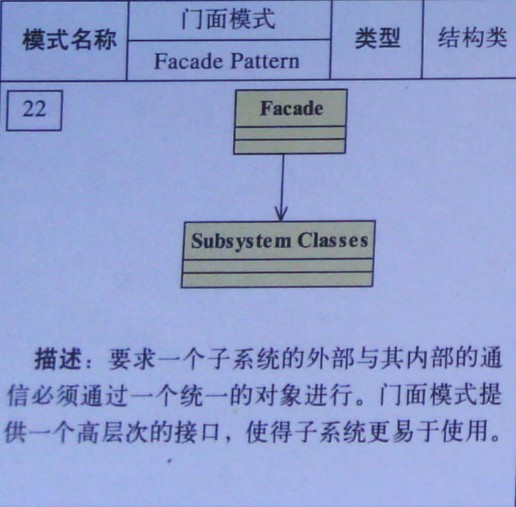 模式名称
门面模式
Facade Pattern
类型
结构类
22
Facade
Subsystem Classes
描述：要求一个子系统的外部与其内部的通
信必须通过一个统一的对象进行。门面模式提
供一个高层次的接口，使得子系统更易于使用。